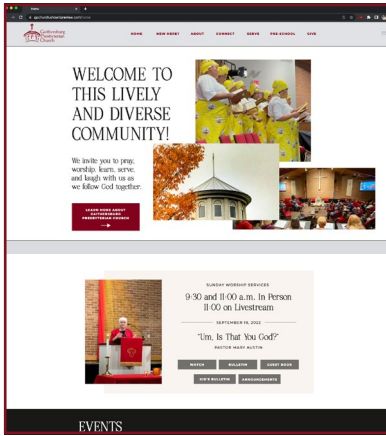 Home
Gaithersburg
Presbyterian
Church
HOME
NEW HERE?
ABOUT
CONNECT
SERVE
PRE-SCHOOL
GIVE
WELCOME TO
THIS LIVELY
AND DIVERSE
COMMUNITY!
We invite you to pray,
worship, learn, serve,
and laugh with us as
we follow God together.
LEARN MORE ABOUT
GAITHERSBURG
PRESBYTERIAN CHURCH
SUNDAY WORSHIP SERVICES
9:30 and 11:00 a.m. In Person
11:00 on Livestream
SEPTEMBER 18, 2022
"Um, Is That You God?"
PASTOR MARY AUSTIN
WATCH
BULLETIN
GUEST BOOK
KID'S BULLETIN
ANNOUNCEMENTS
EVENTS